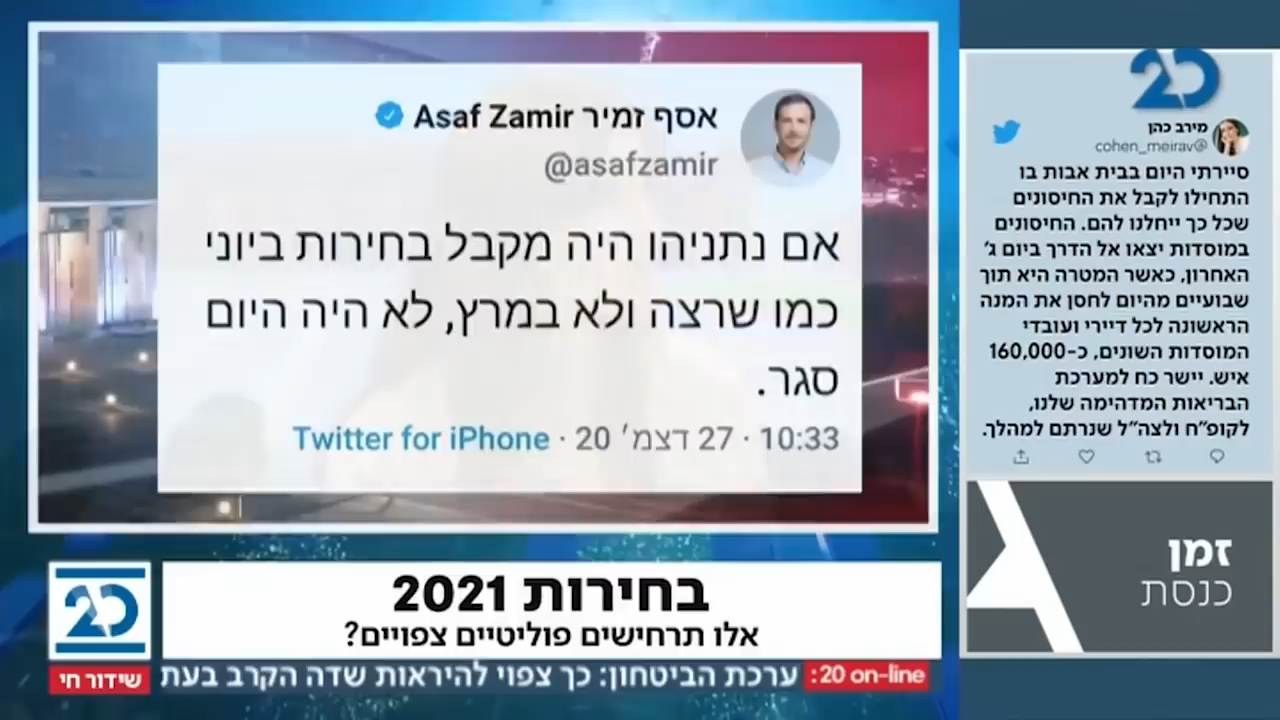 אסף זמיר Asaf Zamir
@asafzamir
אם נתניהו היה מקבל בחירות ביוני
כמו שרצה ולא במרץ, לא היה היום
סגר.
10:33 · 27 דצמ׳ 20 · Twitter for iPhone
20
מירב כהן
@cohen_meirav
סיירתי היום בבית אבות בו
התחילו לקבל את החיסונים
שכל כך ייחלנו להם. החיסונים
במוסדות יצאו אל הדרך ביום ג׳
האחרון, כאשר המטרה היא תוך
שבועיים מהיום לחסן את המנה
הראשונה לכל דיירי ועובדי
המוסדות השונים, כ-160,000
איש. יישר כח למערכת
הבריאות המדהימה שלנו,
לקופ״ח ולצה״ל שנרתם למהלך.
זמן
כנסת
20
בחירות 2021
אלו תרחישים פוליטיים צפויים?
20 on-line: ערכת הביטחון: כך צפוי להיראות שדה הקרב בעת
שידור חי